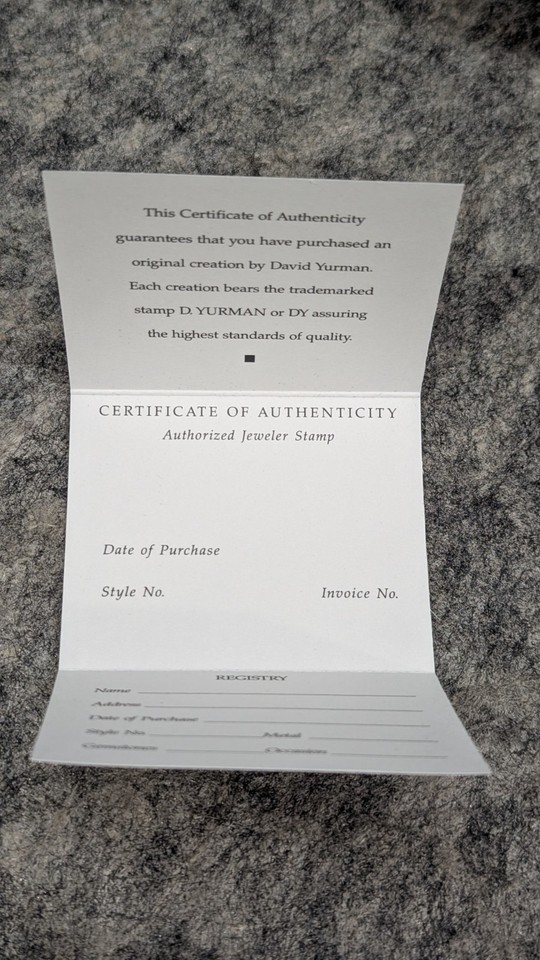 This Certificate of Authenticity
guarantees that you have purchased an
original creation by David Yurman.
Each creation bears the trademarked
stamp D. YURMAN or DY assuring
the highest standards of quality.
CERTIFICATE OF AUTHENTICITY
Authorized Jeweler Stamp
Date of Purchase
Style No. Invoice No.
REGISTRY
Name
Address
Date of Purchase
Style No. Metal
Gemstones Occasion